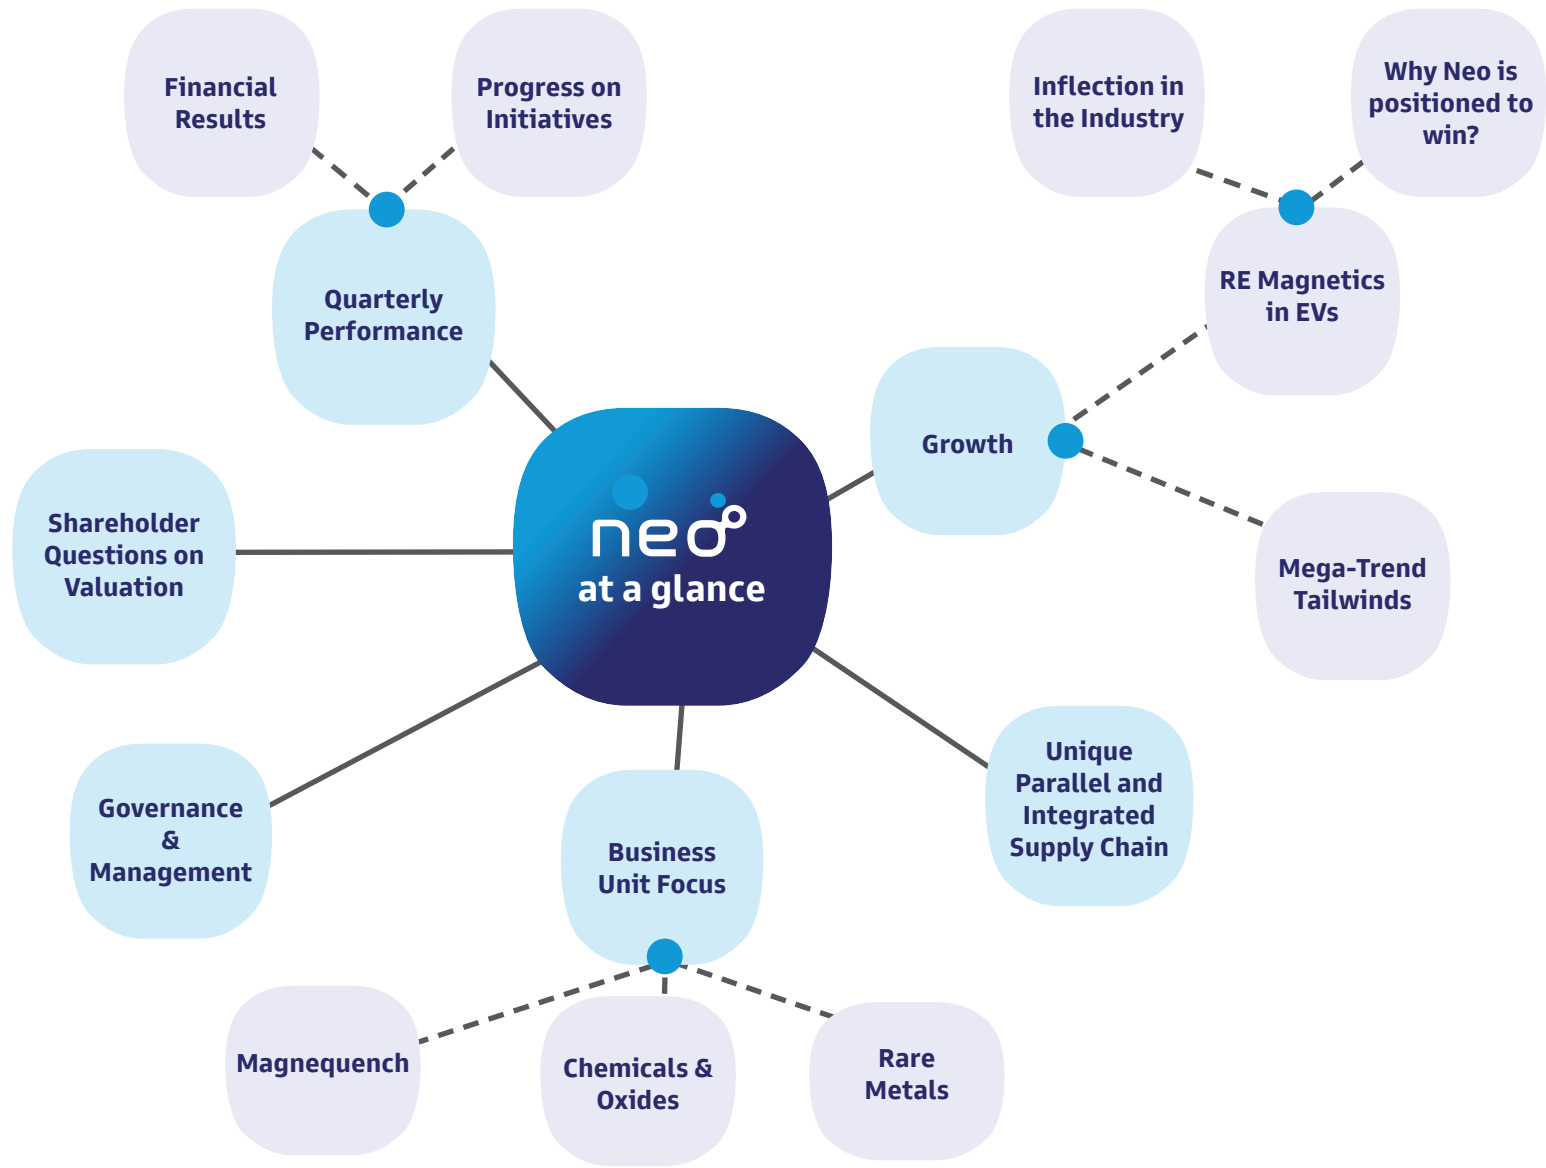 Financial
Results
Progress on
Initiatives
Inflection in
the Industry
Why Neo is
positioned to
win?
Quarterly
Performance
RE Magnetics
in EVs
Growth
Shareholder
Questions on
Valuation
neo
at a glance
Mega-Trend
Tailwinds
Unique
Parallel and
Integrated
Supply Chain
Governance
&
Management
Business
Unit Focus
Magnequench
Chemicals &
Oxides
Rare
Metals